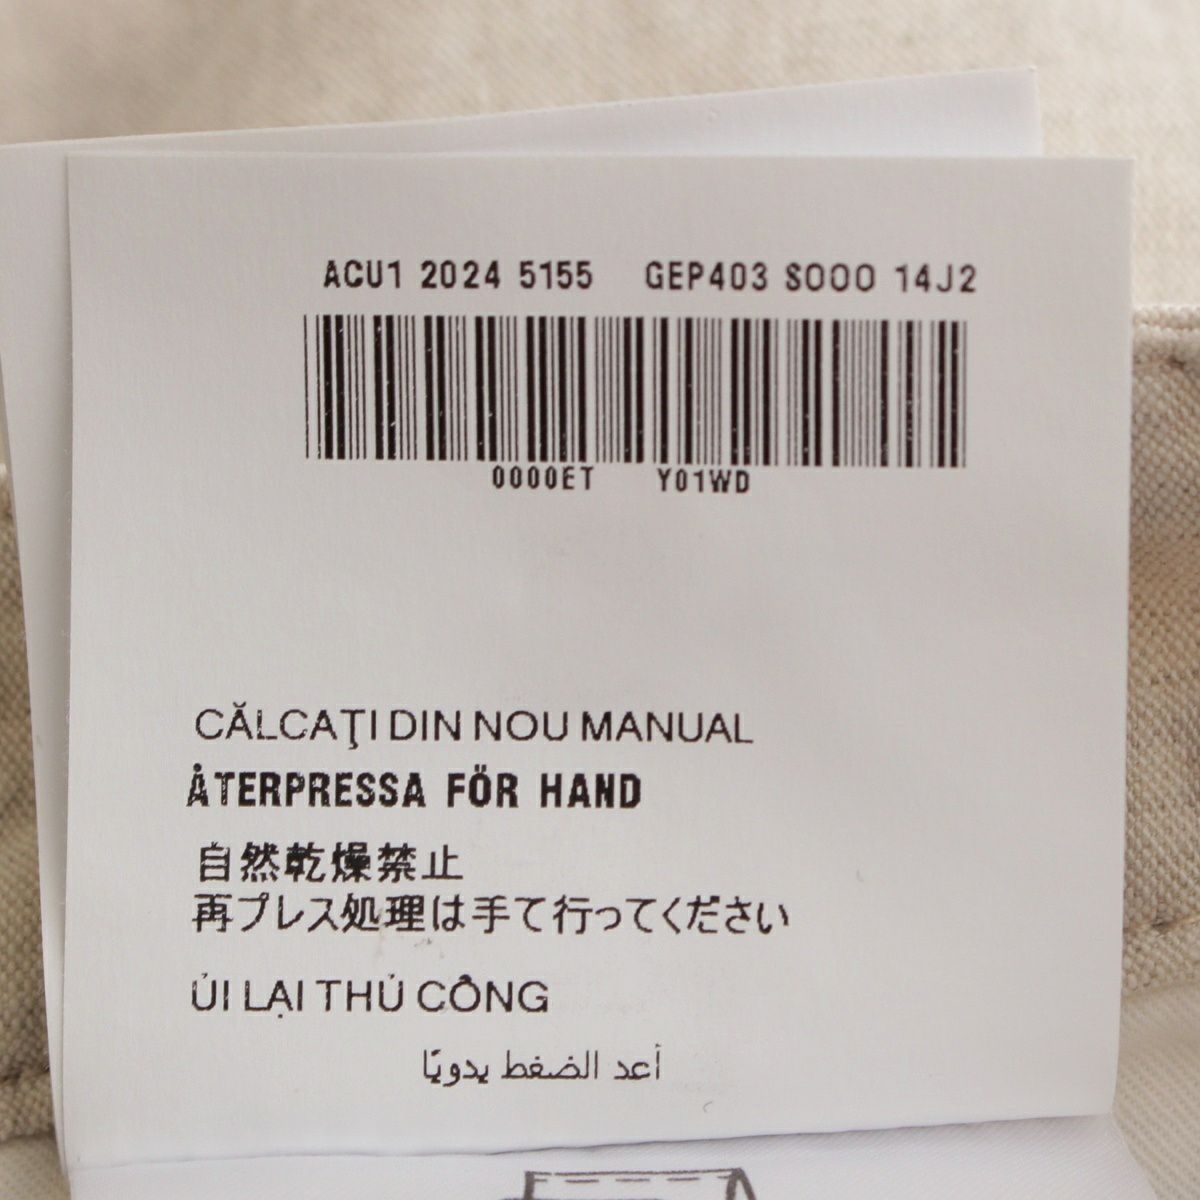 ACU1 2024 5155 GEP403 S000 14J2
0000ET Y01WD
CĂLCAŢI DIN NOU MANUAL
ÅTERPRESSA FÖR HAND
自然乾燥禁止
再プレス処理は手て行ってください
ỦI LẠI THỦ CÔNG
أعد الضغط يدويًا